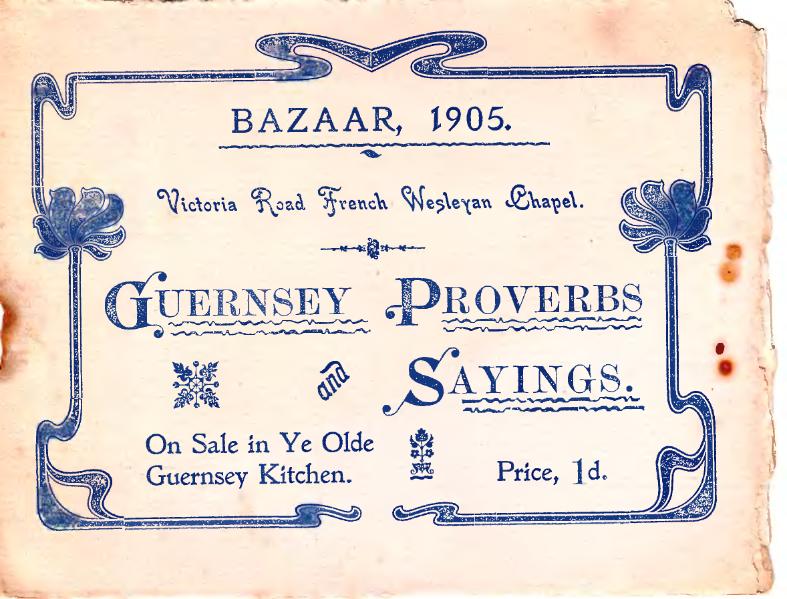 BAZAAR, 1905.
Victoria Road French Wesleyan Chapel.
GUERNSEY PROVERBS
and SAYINGS.
On Sale in Ye Olde
Guernsey Kitchen.
Price, 1d.